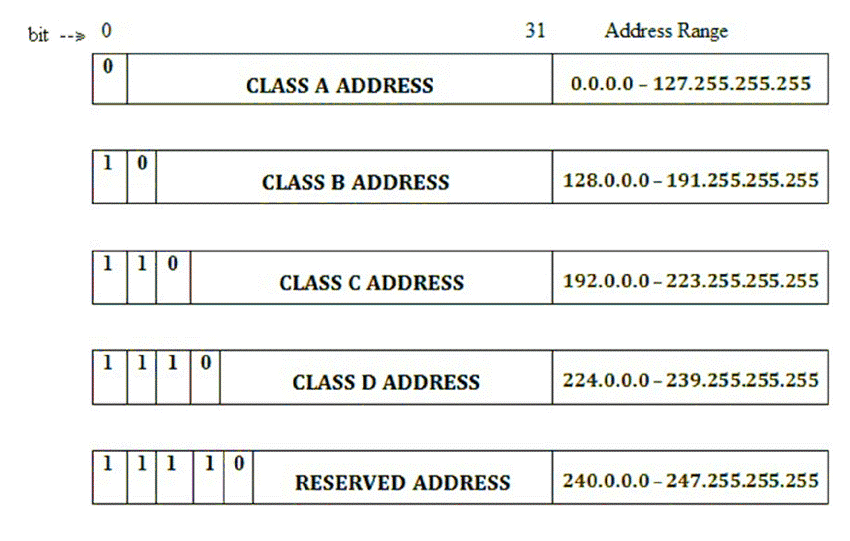 bit --> 0 31 Address Range
0 CLASS A ADDRESS 0.0.0.0 – 127.255.255.255
1 0 CLASS B ADDRESS 128.0.0.0 – 191.255.255.255
1 1 0 CLASS C ADDRESS 192.0.0.0 – 223.255.255.255
1 1 1 0 CLASS D ADDRESS 224.0.0.0 – 239.255.255.255
1 1 1 1 0 RESERVED ADDRESS 240.0.0.0 – 247.255.255.255